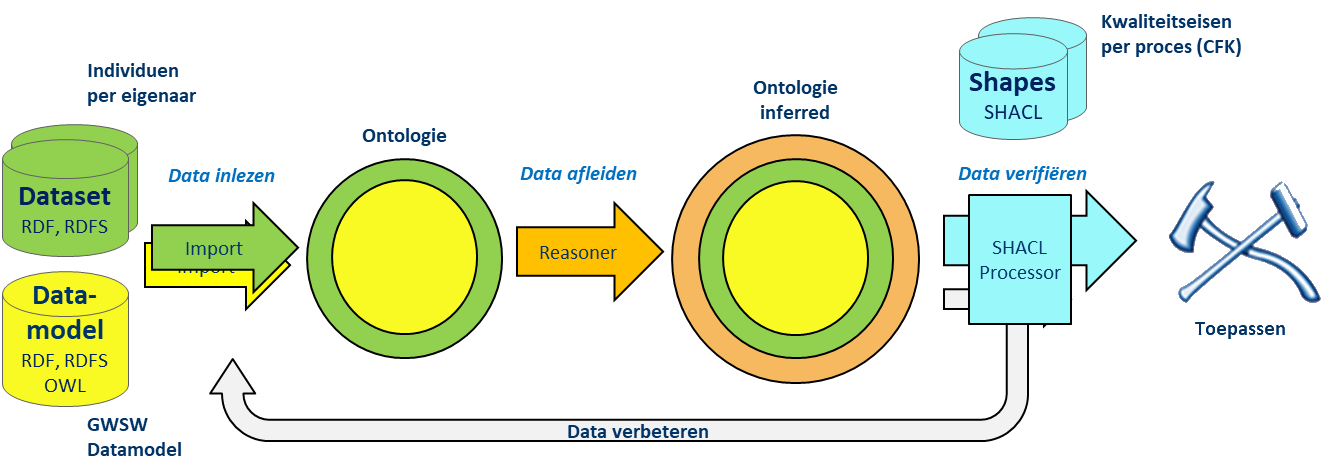 Individuen
per eigenaar
Dataset
RDF, RDFS
Data-
model
RDF, RDFS
OWL
GWSW
Datamodel
Data inlezen
Import
Import
Ontologie
Data afleiden
Reasoner
Ontologie
inferred
Shapes
SHACL
Kwaliteitseisen
per proces (CFK)
Data verifiëren
SHACL
Processor
Toepassen
Data verbeteren